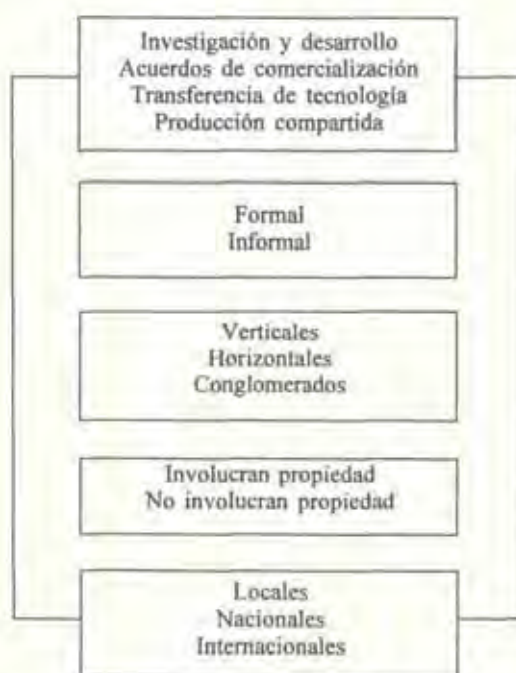 Investigación y desarrollo
Acuerdos de comercialización
Transferencia de tecnología
Producción compartida
Formal
Informal
Verticales
Horizontales
Conglomerados
Involucran propiedad
No involucran propiedad
Locales
Nacionales
Internacionales